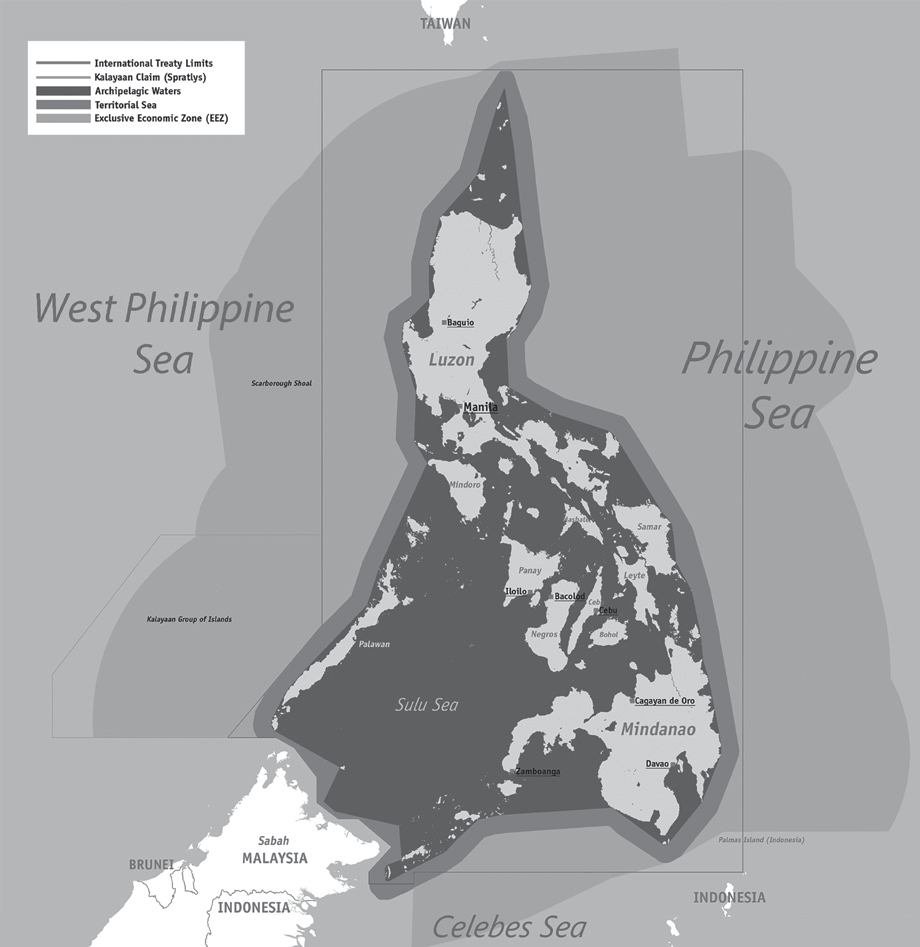 TAIWAN
International Treaty Limits
Kalayaan Claim (Spratlys)
Archipelagic Waters
Territorial Sea
Exclusive Economic Zone (EEZ)
West Philippine
Sea
Baguio
Luzon
Philippine
Sea
Scarborough Shoal
Manila
Mindoro
Masbate
Samar
Panay
Leyte
Iloilo
Bacolod
Cebu
Cebu
Kalayaan Group of Islands
Negros
Bohol
Palawan
Sulu Sea
Cagayan de Oro
Mindanao
Davao
Zamboanga
Palmas Island (Indonesia)
Sabah
MALAYSIA
BRUNEI
INDONESIA
INDONESIA
Celebes Sea